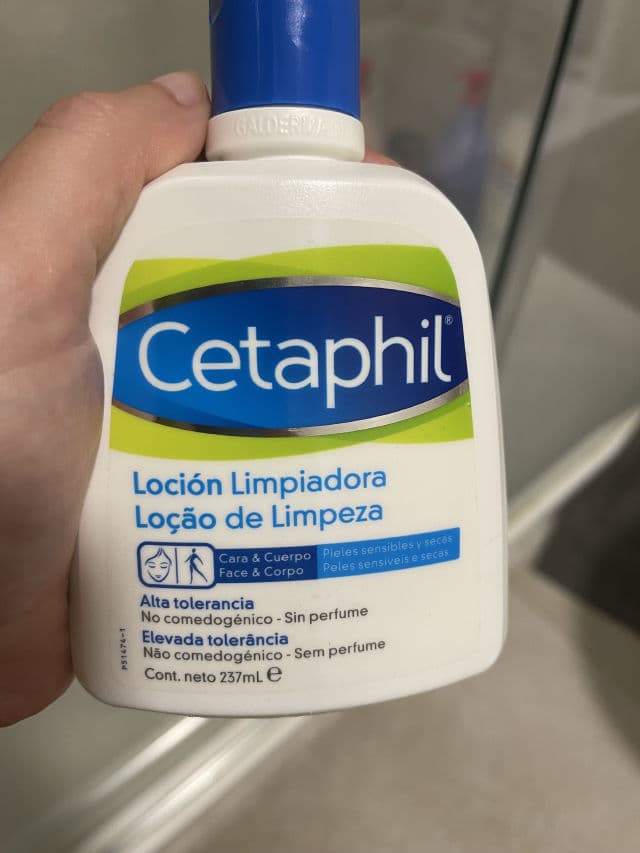 GALDERMA
Cetaphil®
Loción Limpiadora
Loção de Limpeza
Cara & Cuerpo
Face & Corpo
Pieles sensibles y secas
Peles sensíveis e secas
Alta tolerancia
No comedogénico - Sin perfume
Elevada tolerância
Não comedogénico - Sem perfume
Cont. neto 237mL ℮
P51474-1